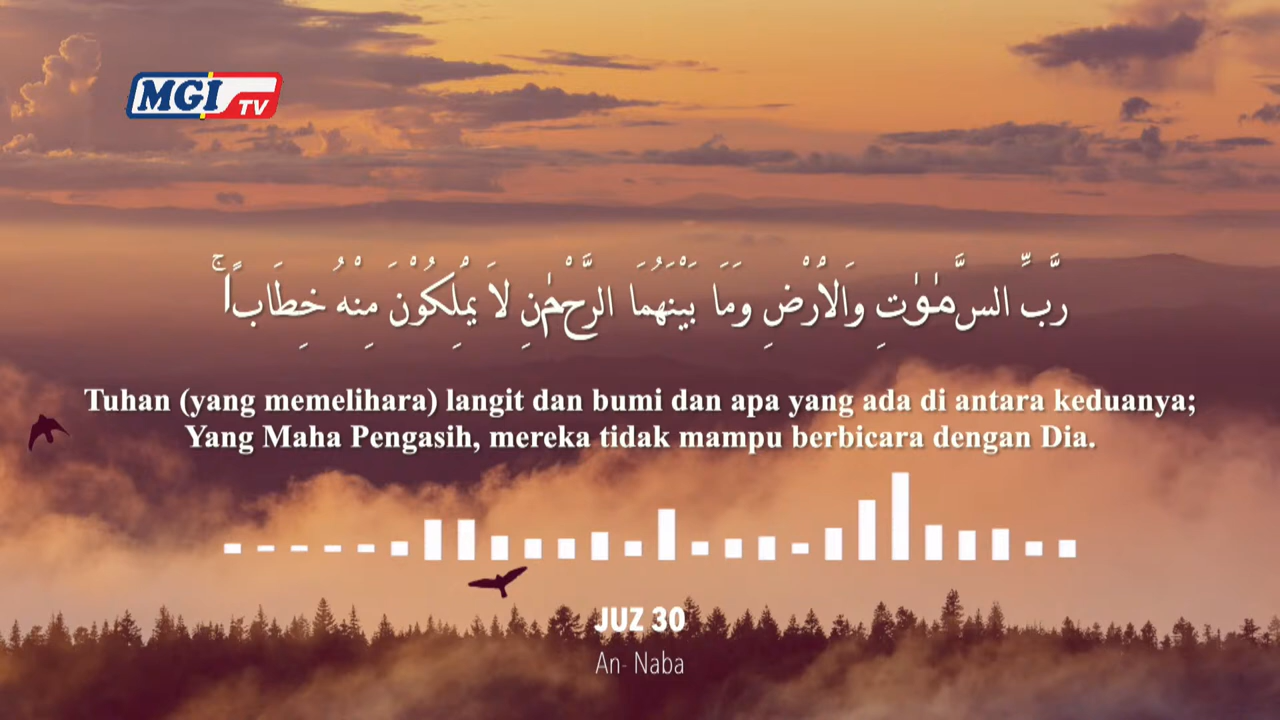 MGI TV
رَّبِّ السَّمٰوٰتِ وَالْاَرْضِ وَمَا بَيْنَهُمَا الرَّحْمٰنِ لَا يَمْلِكُوْنَ مِنْهُ خِطَابًاۚ
Tuhan (yang memelihara) langit dan bumi dan apa yang ada di antara keduanya;
Yang Maha Pengasih, mereka tidak mampu berbicara dengan Dia.
JUZ 30
An- Naba